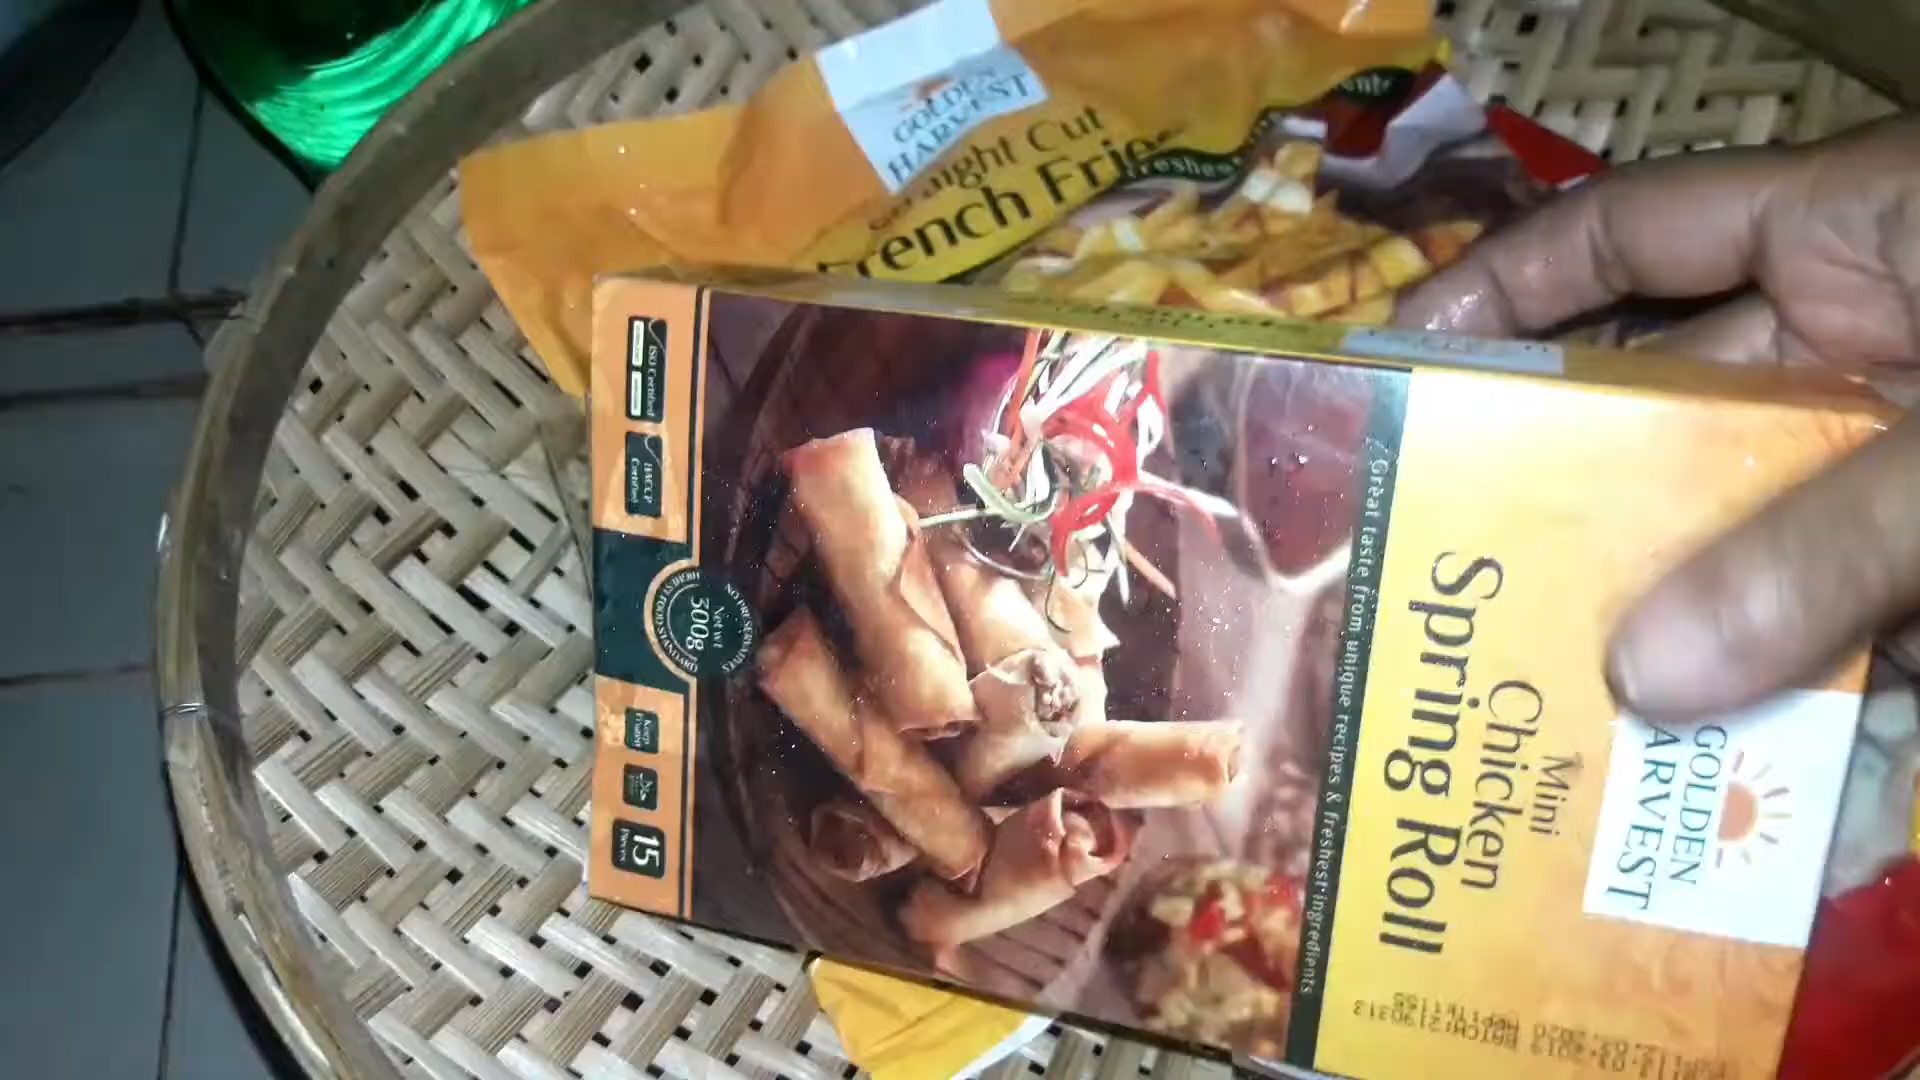 GOLDEN
HARVEST
Straight Cut
French Fries
GOLDEN
HARVEST
Mini
Chicken
Spring Roll
Great taste from unique recipes & freshest ingredients
NO PRESERVATIVES
Net wt
300g
ISO Certified
HACCP
Certified
Keep
Frozen
15
Pieces